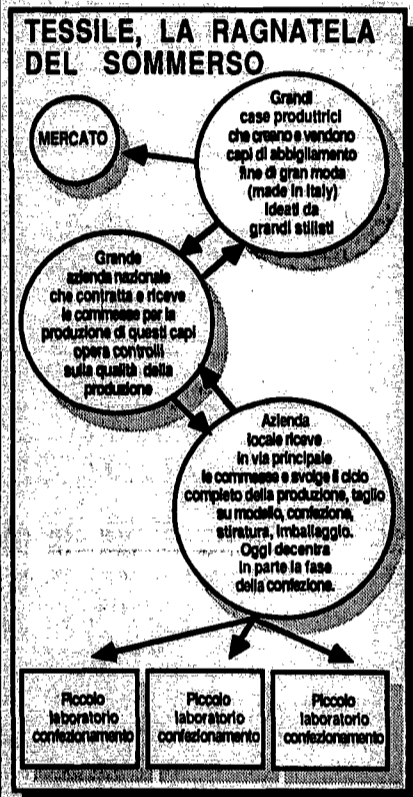 TESSILE, LA RAGNATELA
DEL SOMMERSO
MERCATO
Grandi
case produttrici
che creano e vendono
capi di abbigliamento
fine di gran moda
(made in Italy)
ideati da
grandi stilisti
Grande
azienda nazionale
che contratta e riceve
le commesse per la
produzione di questi capi
opera controlli
sulla qualità della
produzione
Azienda
locale riceve
in via principale
le commesse e svolge il ciclo
completo della produzione, taglio
su modello, confezione,
stiratura, imballaggio.
Oggi decentra
in parte la fase
della confezione.
Piccolo
laboratorio
confezionamento
Piccolo
laboratorio
confezionamento
Piccolo
laboratorio
confezionamento